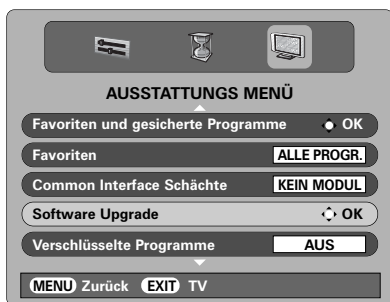 AUSSTATTUNGS MENÜ
Favoriten und gesicherte Programme OK
Favoriten ALLE PROGR.
Common Interface Schächte KEIN MODUL
Software Upgrade OK
Verschlüsselte Programme AUS
MENU Zurück EXIT TV